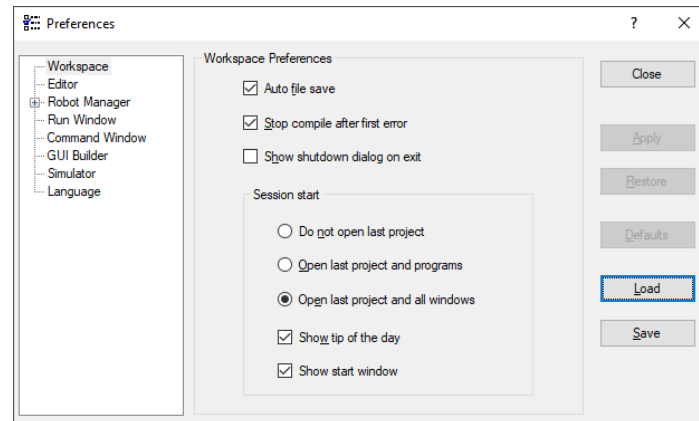 Preferences
?
Workspace
Editor
Robot Manager
Run Window
Command Window
GUI Builder
Simulator
Language
Workspace Preferences
Auto file save
Stop compile after first error
Show shutdown dialog on exit
Session start
Do not open last project
Open last project and programs
Open last project and all windows
Show tip of the day
Show start window
Close
Apply
Restore
Defaults
Load
Save